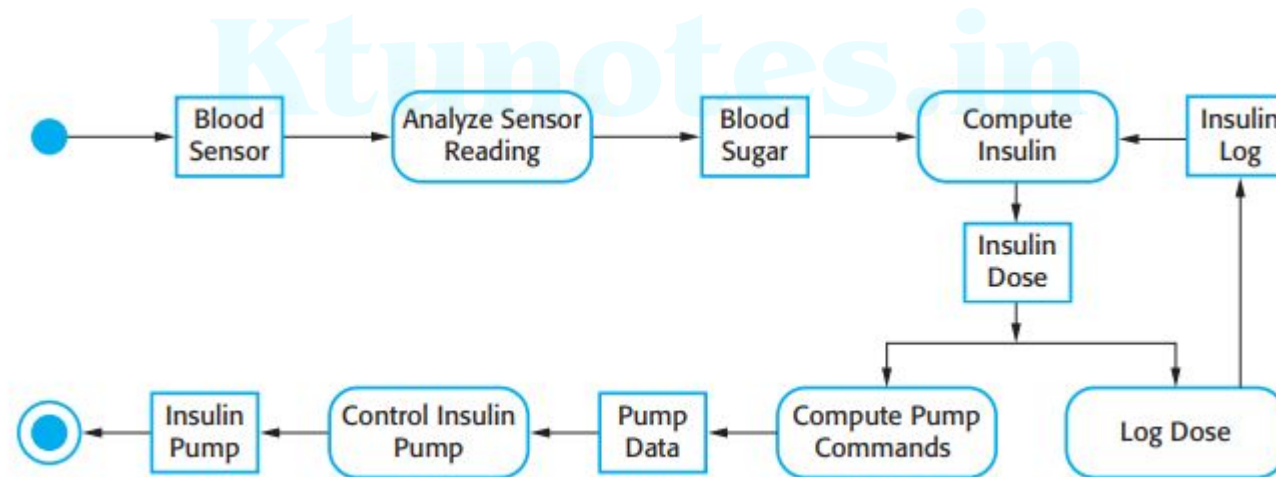 Ktunotes.in
Blood
Sensor
Analyze Sensor
Reading
Blood
Sugar
Compute
Insulin
Insulin
Log
Insulin
Dose
Insulin
Pump
Control Insulin
Pump
Pump
Data
Compute Pump
Commands
Log Dose